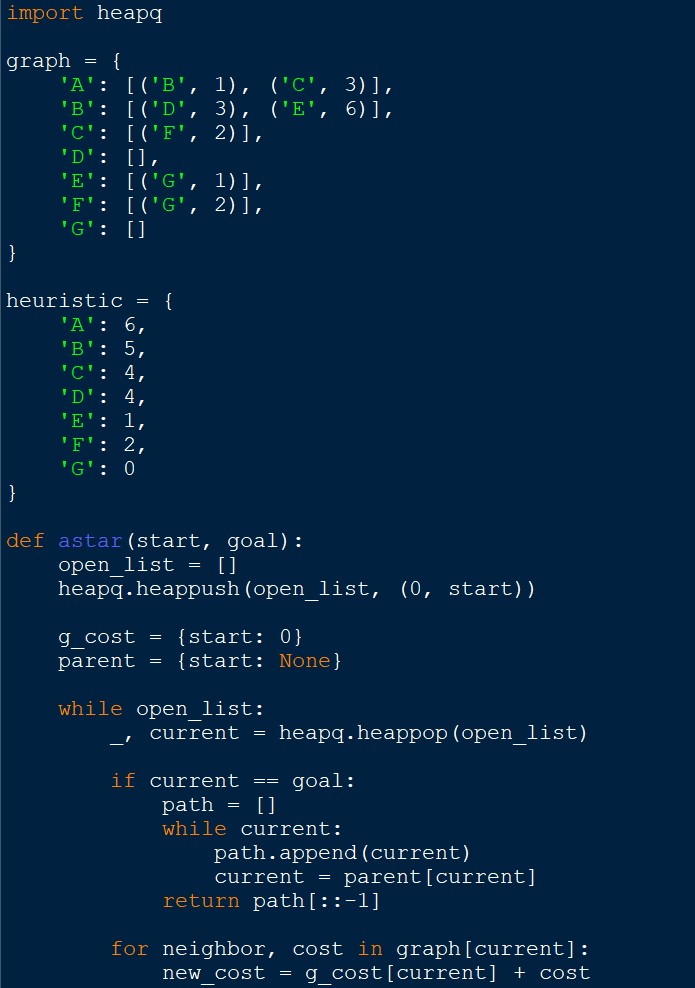 import heapq

graph = {
    'A': [('B', 1), ('C', 3)],
    'B': [('D', 3), ('E', 6)],
    'C': [('F', 2)],
    'D': [],
    'E': [('G', 1)],
    'F': [('G', 2)],
    'G': []
}

heuristic = {
    'A': 6,
    'B': 5,
    'C': 4,
    'D': 4,
    'E': 1,
    'F': 2,
    'G': 0
}

def astar(start, goal):
    open_list = []
    heapq.heappush(open_list, (0, start))

    g_cost = {start: 0}
    parent = {start: None}

    while open_list:
        _, current = heapq.heappop(open_list)

        if current == goal:
            path = []
            while current:
                path.append(current)
                current = parent[current]
            return path[::-1]

        for neighbor, cost in graph[current]:
            new_cost = g_cost[current] + cost